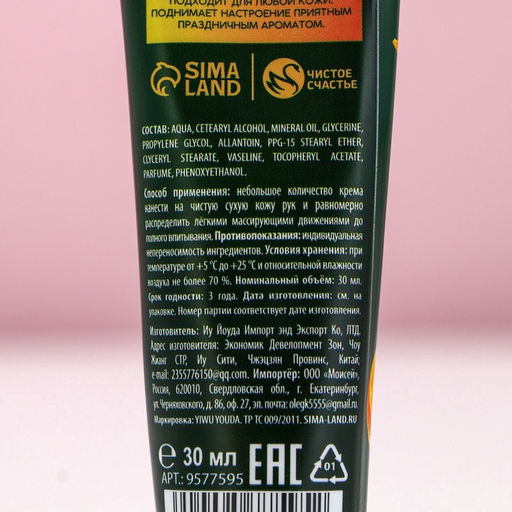 ПОДХОДИТ ДЛЯ ЛЮБОЙ КОЖИ.
ПОДНИМАЕТ НАСТРОЕНИЕ ПРИЯТНЫМ
ПРАЗДНИЧНЫМ АРОМАТОМ.
SIMA LAND
ЧИСТОЕ СЧАСТЬЕ
СОСТАВ: AQUA, CETEARYL ALCOHOL, MINERAL OIL, GLYCERINE,
PROPYLENE GLYCOL, ALLANTOIN, PPG-15 STEARYL ETHER,
GLYCERYL STEARATE, VASELINE, TOCOPHERYL ACETATE,
PARFUME, PHENOXYETHANOL.
Способ применения: небольшое количество крема
нанести на чистую сухую кожу рук и равномерно
распределить лёгкими массирующими движениями до
полного впитывания. Противопоказания: индивидуальная
непереносимость ингредиентов. Условия хранения: при
температуре от +5 °С до +25 °С и относительной влажности
воздуха не более 70 %. Номинальный объём: 30 мл.
Срок годности: 3 года. Дата изготовления: см. на
упаковке. Номер партии соответствует дате изготовления.
Изготовитель: Иу Йоуда Импорт энд Экспорт Ко, ЛТД.
Адрес изготовителя: Экономик Девелопмент Зон, Чоу
Жианг СТР, Иу Сити, Чжэцзян Провинс, Китай;
e-mail: 2355776150@qq.com. Импортёр: ООО «Моисей»,
Россия, 620010, Свердловская обл., г. Екатеринбург,
ул. Черняховского, д. 86, оф. 27, эл. почта: olegk5555@gmail.ru.
Маркировка: YIWU YOUDA. ТР ТС 009/2011. SIMA-LAND.RU
℮ 30 мл EAC 01
АРТ.: 9577595